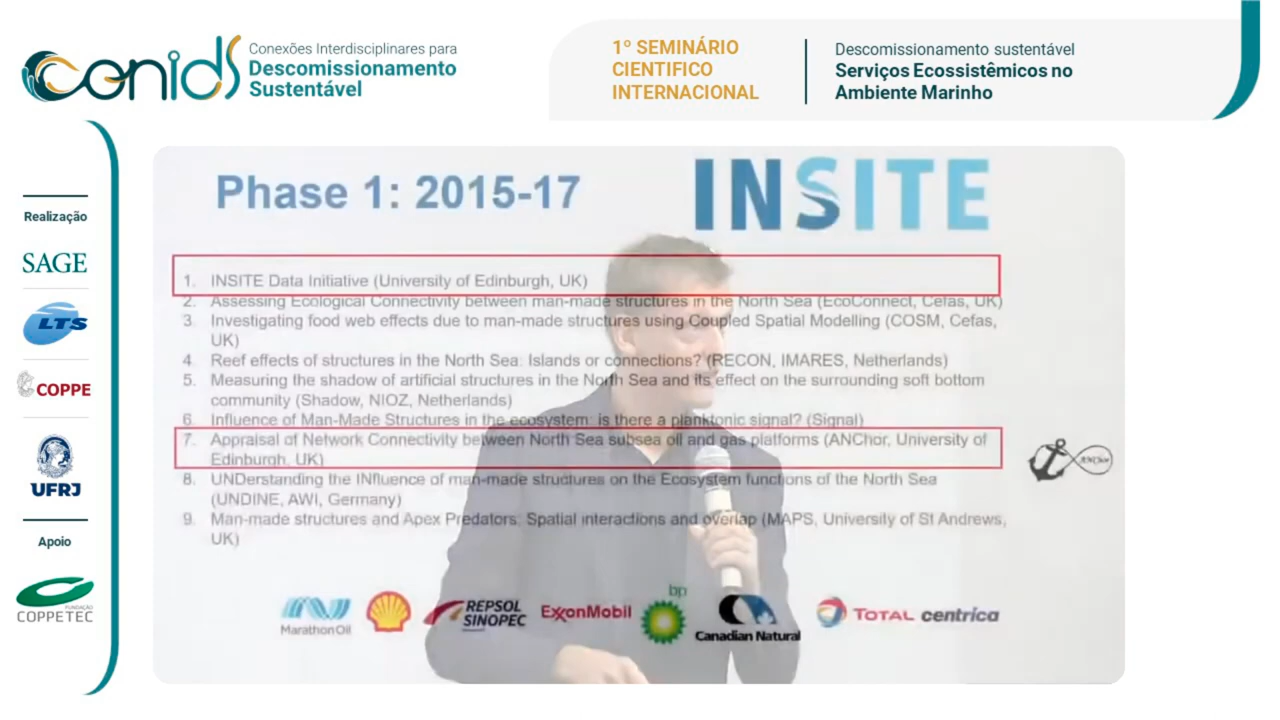 conids
Conexões Interdisciplinares para
Descomissionamento
Sustentável
1º SEMINÁRIO
CIENTIFICO
INTERNACIONAL
Descomissionamento sustentável
Serviços Ecossistêmicos no
Ambiente Marinho
Realização
SAGE
LTS
COPPE
UFRJ
Apoio
FUNDAÇÃO
COPPETEC
Phase 1: 2015-17
INSITE
1. INSITE Data Initiative (University of Edinburgh, UK)
2. Assessing Ecological Connectivity between man-made structures in the North Sea (EcoConnect, Cefas, UK)
3. Investigating food web effects due to man-made structures using Coupled Spatial Modelling (COSM, Cefas,
UK)
4. Reef effects of structures in the North Sea: Islands or connections? (RECON, IMARES, Netherlands)
5. Measuring the shadow of artificial structures in the North Sea and its effect on the surrounding soft bottom
community (Shadow, NIOZ, Netherlands)
6. Influence of Man-Made Structures in the ecosystem: is there a planktonic signal? (Signal)
7. Appraisal of Network Connectivity between North Sea subsea oil and gas platforms (ANChor, University of
Edinburgh, UK)
8. UNDerstanding the INfluence of man-made structures on the Ecosystem functions of the North Sea
(UNDINE, AWI, Germany)
9. Man-made structures and Apex Predators: Spatial interactions and overlap (MAPS, University of St Andrews,
UK)
ANChor
Marathon Oil
REPSOL
SINOPEC
ExxonMobil
bp
Canadian Natural
TOTAL
centrica